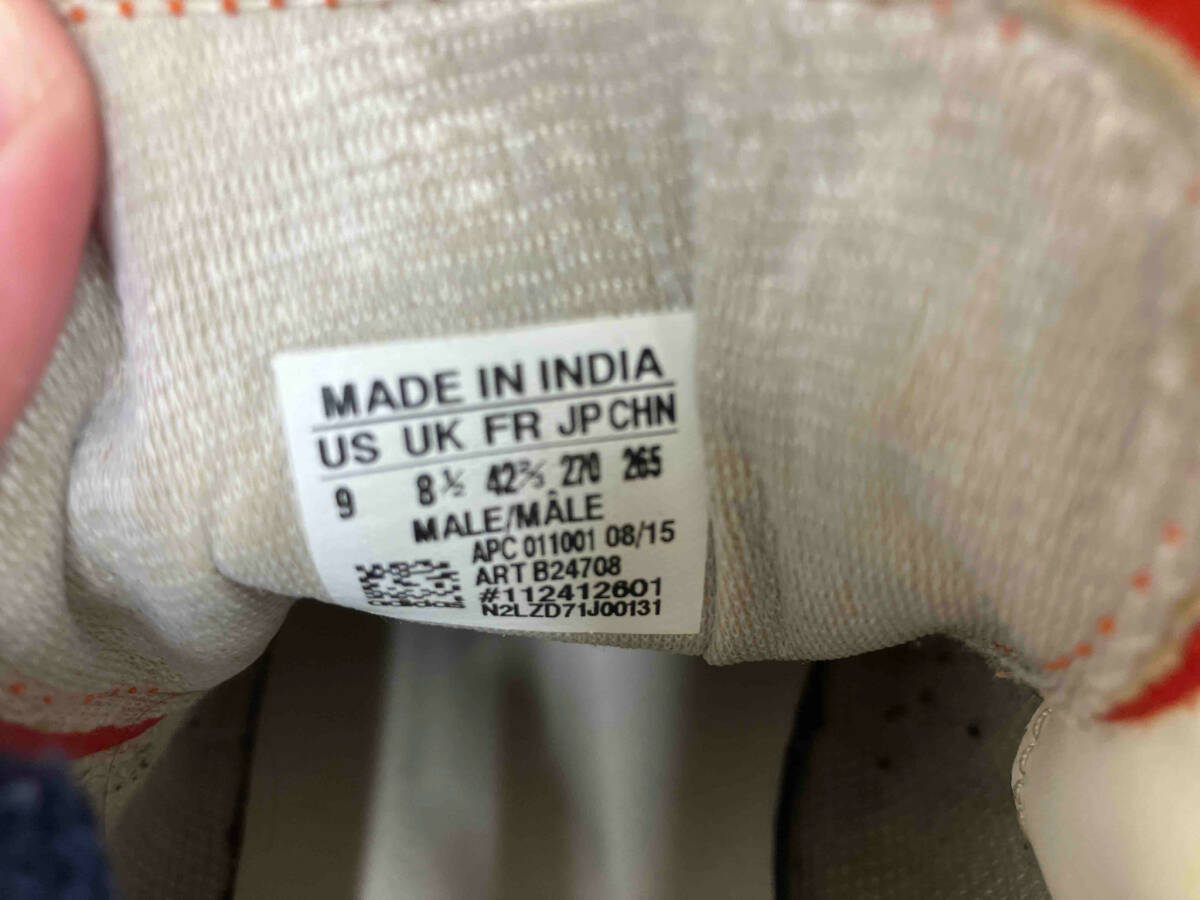 MADE IN INDIA
US UK FR JP CHN
9 8½ 42⅔ 270 265
MALE/MÂLE
APC 011001 08/15
ART B24708
#112412601
adidas N2LZD71J00131